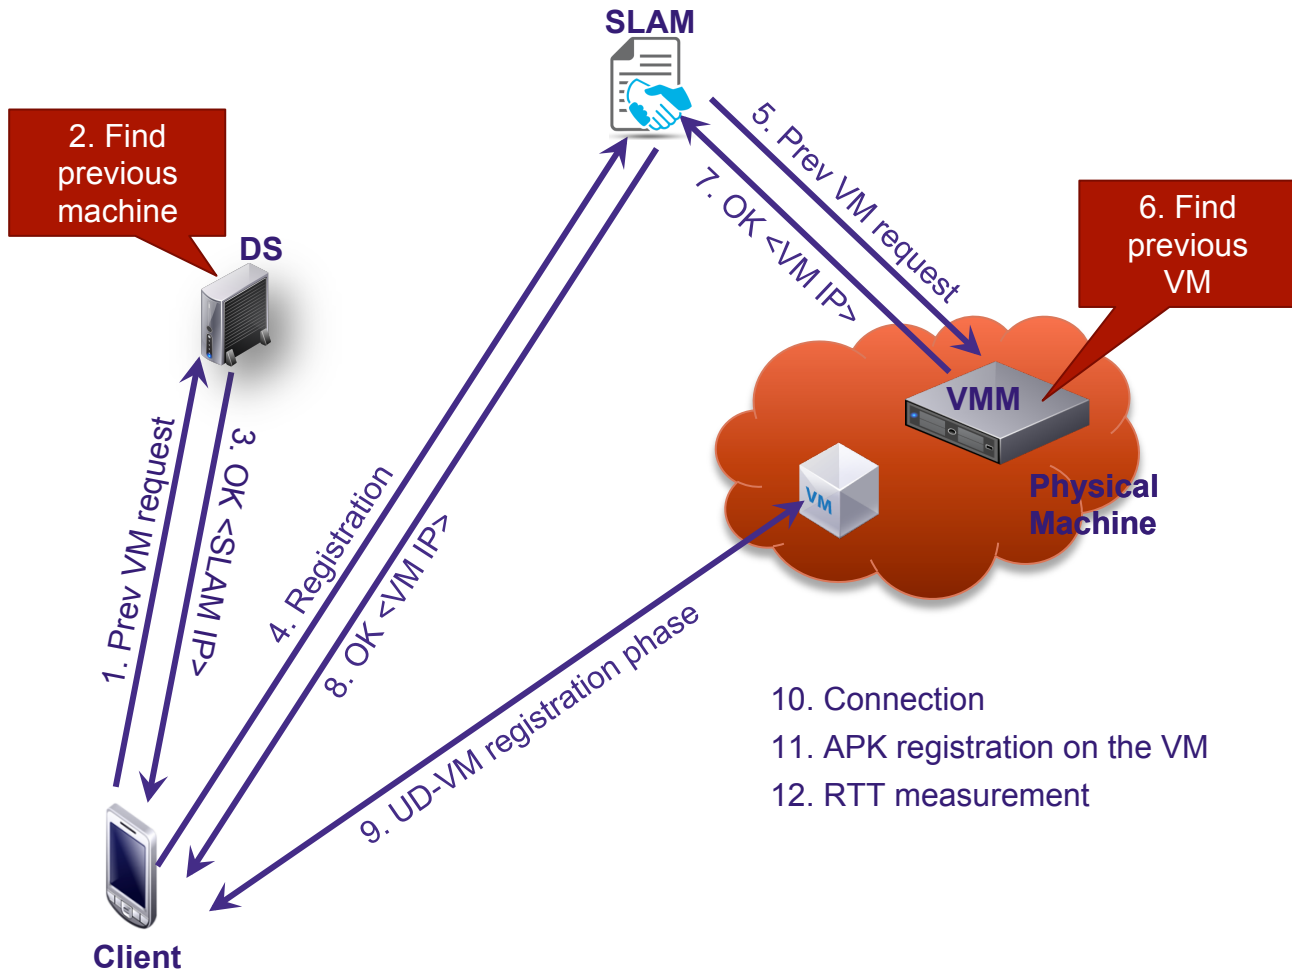 SLAM
2. Find
previous
machine
DS
5. Prev VM request
7. OK <VM IP>
6. Find
previous
VM
VMM
VM
Physical
Machine
1. Prev VM request
3. OK <SLAM IP>
4. Registration
8. OK <VM IP>
9. UD-VM registration phase
10. Connection
11. APK registration on the VM
12. RTT measurement
Client